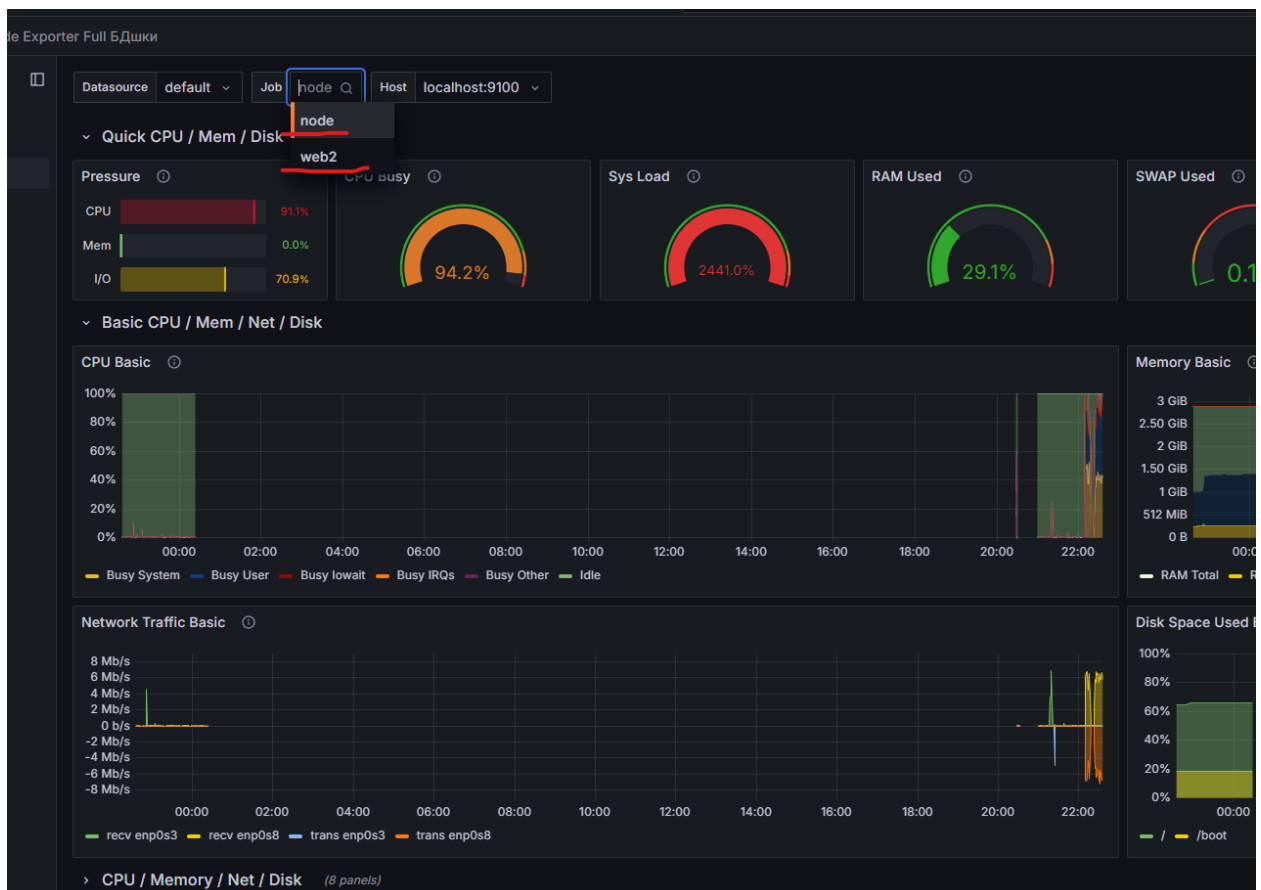 de Exporter Full БДшки
Datasource default Job node Host localhost:9100
node
web2
Quick CPU / Mem / Disk
Pressure
CPU 91.1%
Mem 0.0%
I/O 70.9%
CPU Busy
94.2%
Sys Load
2441.0%
RAM Used
29.1%
SWAP Used
0.1
Basic CPU / Mem / Net / Disk
CPU Basic
100%
80%
60%
40%
20%
0%
00:00 02:00 04:00 06:00 08:00 10:00 12:00 14:00 16:00 18:00 20:00 22:00
Busy System Busy User Busy Iowait Busy IRQs Busy Other Idle
Memory Basic
3 GiB
2.50 GiB
2 GiB
1.50 GiB
1 GiB
512 MiB
0 B
00:0
RAM Total R
Network Traffic Basic
8 Mb/s
6 Mb/s
4 Mb/s
2 Mb/s
0 b/s
-2 Mb/s
-4 Mb/s
-6 Mb/s
-8 Mb/s
00:00 02:00 04:00 06:00 08:00 10:00 12:00 14:00 16:00 18:00 20:00 22:00
recv enp0s3 recv enp0s8 trans enp0s3 trans enp0s8
Disk Space Used
100%
80%
60%
40%
20%
0%
00:00
/ /boot
CPU / Memory / Net / Disk (8 panels)